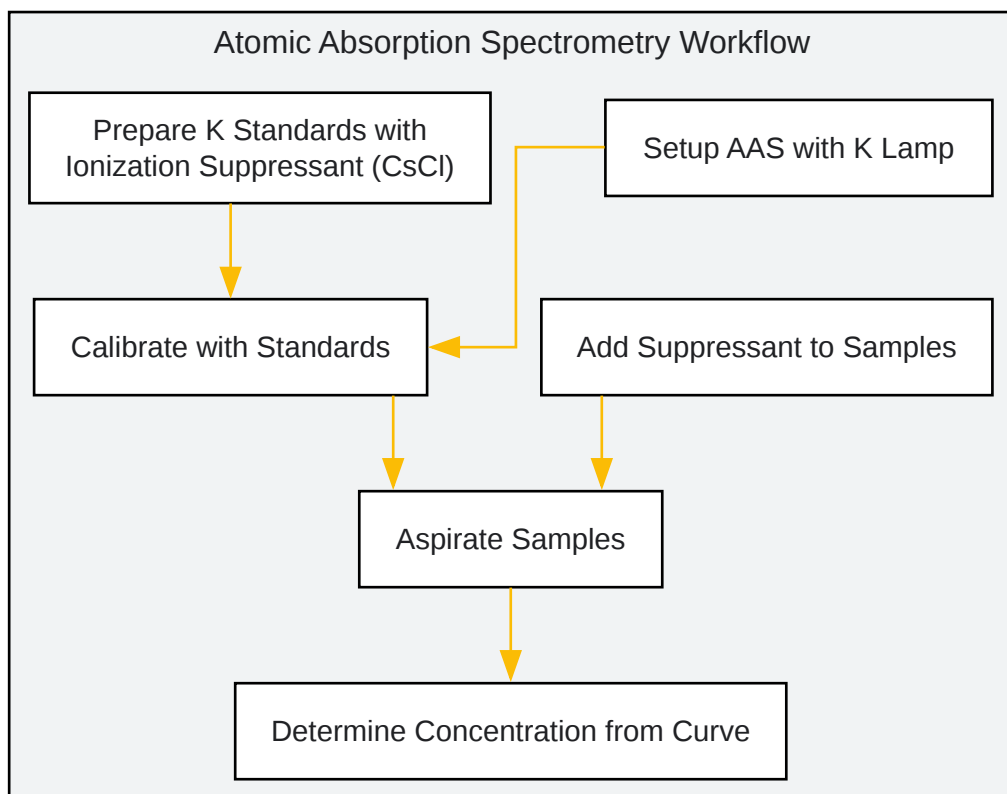 Atomic Absorption Spectrometry Workflow
Prepare K Standards with
Ionization Suppressant (CsCl)
Setup AAS with K Lamp
Calibrate with Standards
Add Suppressant to Samples
Aspirate Samples
Determine Concentration from Curve